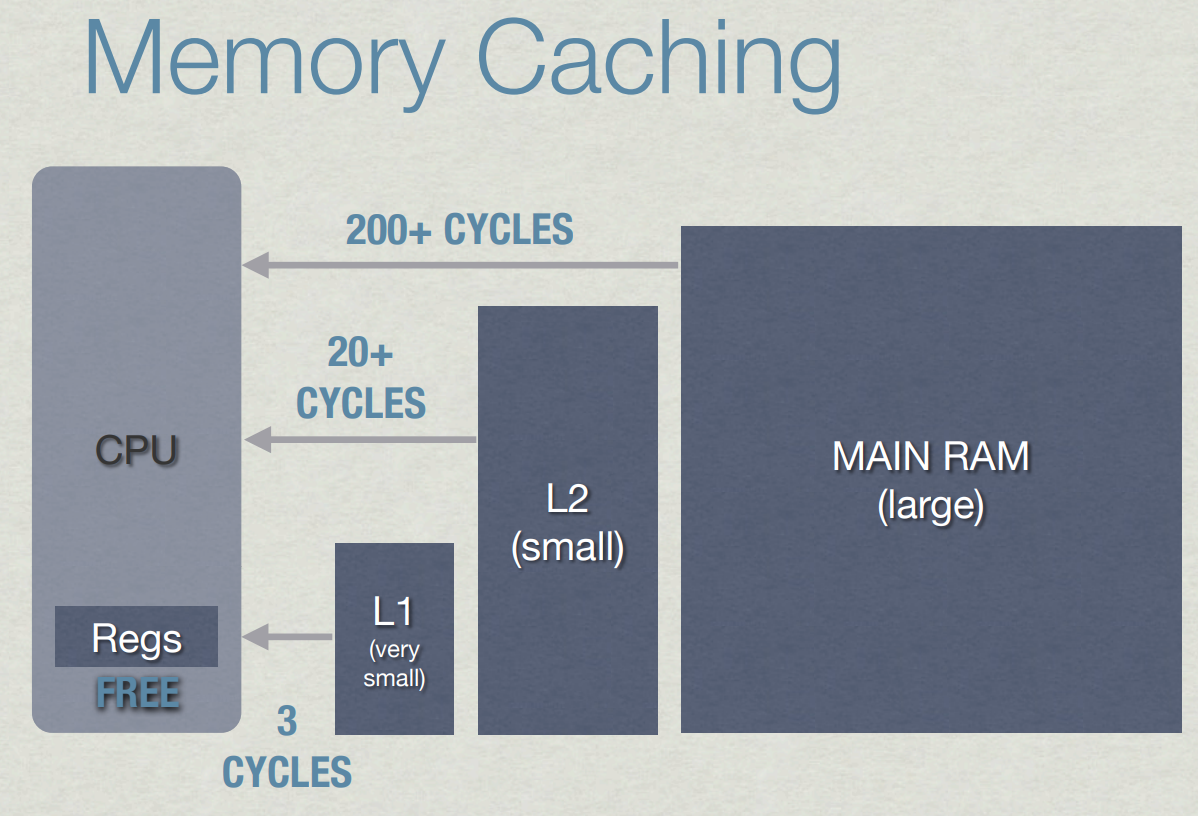 Memory Caching
200+ CYCLES
20+
CYCLES
CPU
MAIN RAM
(large)
L2
(small)
L1
(very
small)
Regs
FREE
3
CYCLES